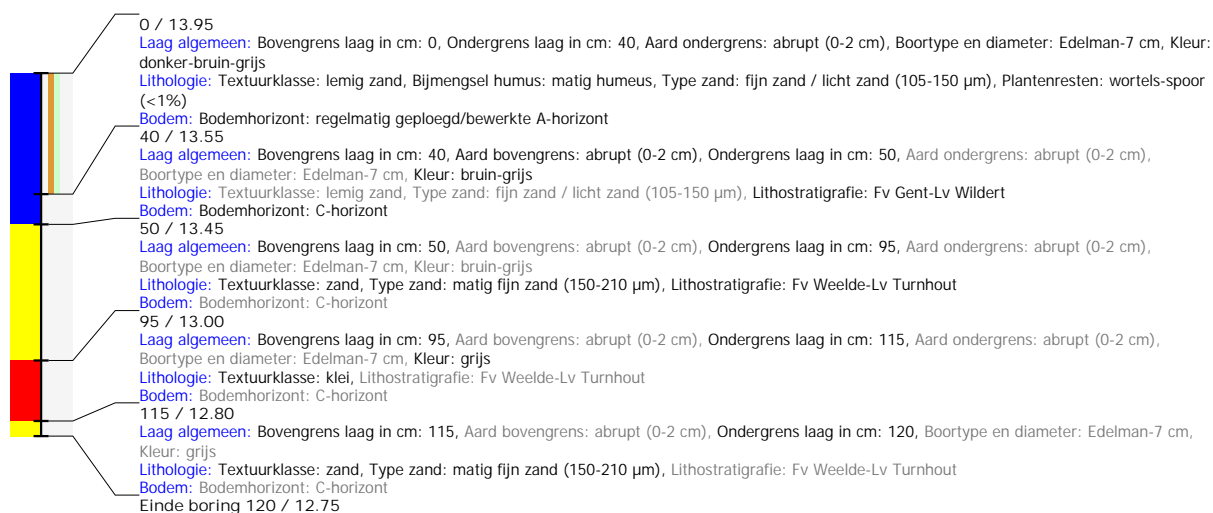 0 / 13.95
Laag algemeen: Bovengrens laag in cm: 0, Ondergrens laag in cm: 40, Aard ondergrens: abrupt (0-2 cm), Boortype en diameter: Edelman-7 cm, Kleur:
donker-bruin-grijs
Lithologie: Textuurklasse: lemig zand, Bijmengsel humus: matig humeus, Type zand: fijn zand / licht zand (105-150 µm), Plantenresten: wortels-spoor
(<1%)
Bodem: Bodemhorizont: regelmatig geploegd/bewerkte A-horizont
40 / 13.55
Laag algemeen: Bovengrens laag in cm: 40, Aard bovengrens: abrupt (0-2 cm), Ondergrens laag in cm: 50, Aard ondergrens: abrupt (0-2 cm),
Boortype en diameter: Edelman-7 cm, Kleur: bruin-grijs
Lithologie: Textuurklasse: lemig zand, Type zand: fijn zand / licht zand (105-150 µm), Lithostratigrafie: Fv Gent-Lv Wildert
Bodem: Bodemhorizont: C-horizont
50 / 13.45
Laag algemeen: Bovengrens laag in cm: 50, Aard bovengrens: abrupt (0-2 cm), Ondergrens laag in cm: 95, Aard ondergrens: abrupt (0-2 cm),
Boortype en diameter: Edelman-7 cm, Kleur: bruin-grijs
Lithologie: Textuurklasse: zand, Type zand: matig fijn zand (150-210 µm), Lithostratigrafie: Fv Weelde-Lv Turnhout
Bodem: Bodemhorizont: C-horizont
95 / 13.00
Laag algemeen: Bovengrens laag in cm: 95, Aard bovengrens: abrupt (0-2 cm), Ondergrens laag in cm: 115, Aard ondergrens: abrupt (0-2 cm),
Boortype en diameter: Edelman-7 cm, Kleur: grijs
Lithologie: Textuurklasse: klei, Lithostratigrafie: Fv Weelde-Lv Turnhout
Bodem: Bodemhorizont: C-horizont
115 / 12.80
Laag algemeen: Bovengrens laag in cm: 115, Aard bovengrens: abrupt (0-2 cm), Ondergrens laag in cm: 120, Boortype en diameter: Edelman-7 cm,
Kleur: grijs
Lithologie: Textuurklasse: zand, Type zand: matig fijn zand (150-210 µm), Lithostratigrafie: Fv Weelde-Lv Turnhout
Bodem: Bodemhorizont: C-horizont
Einde boring 120 / 12.75